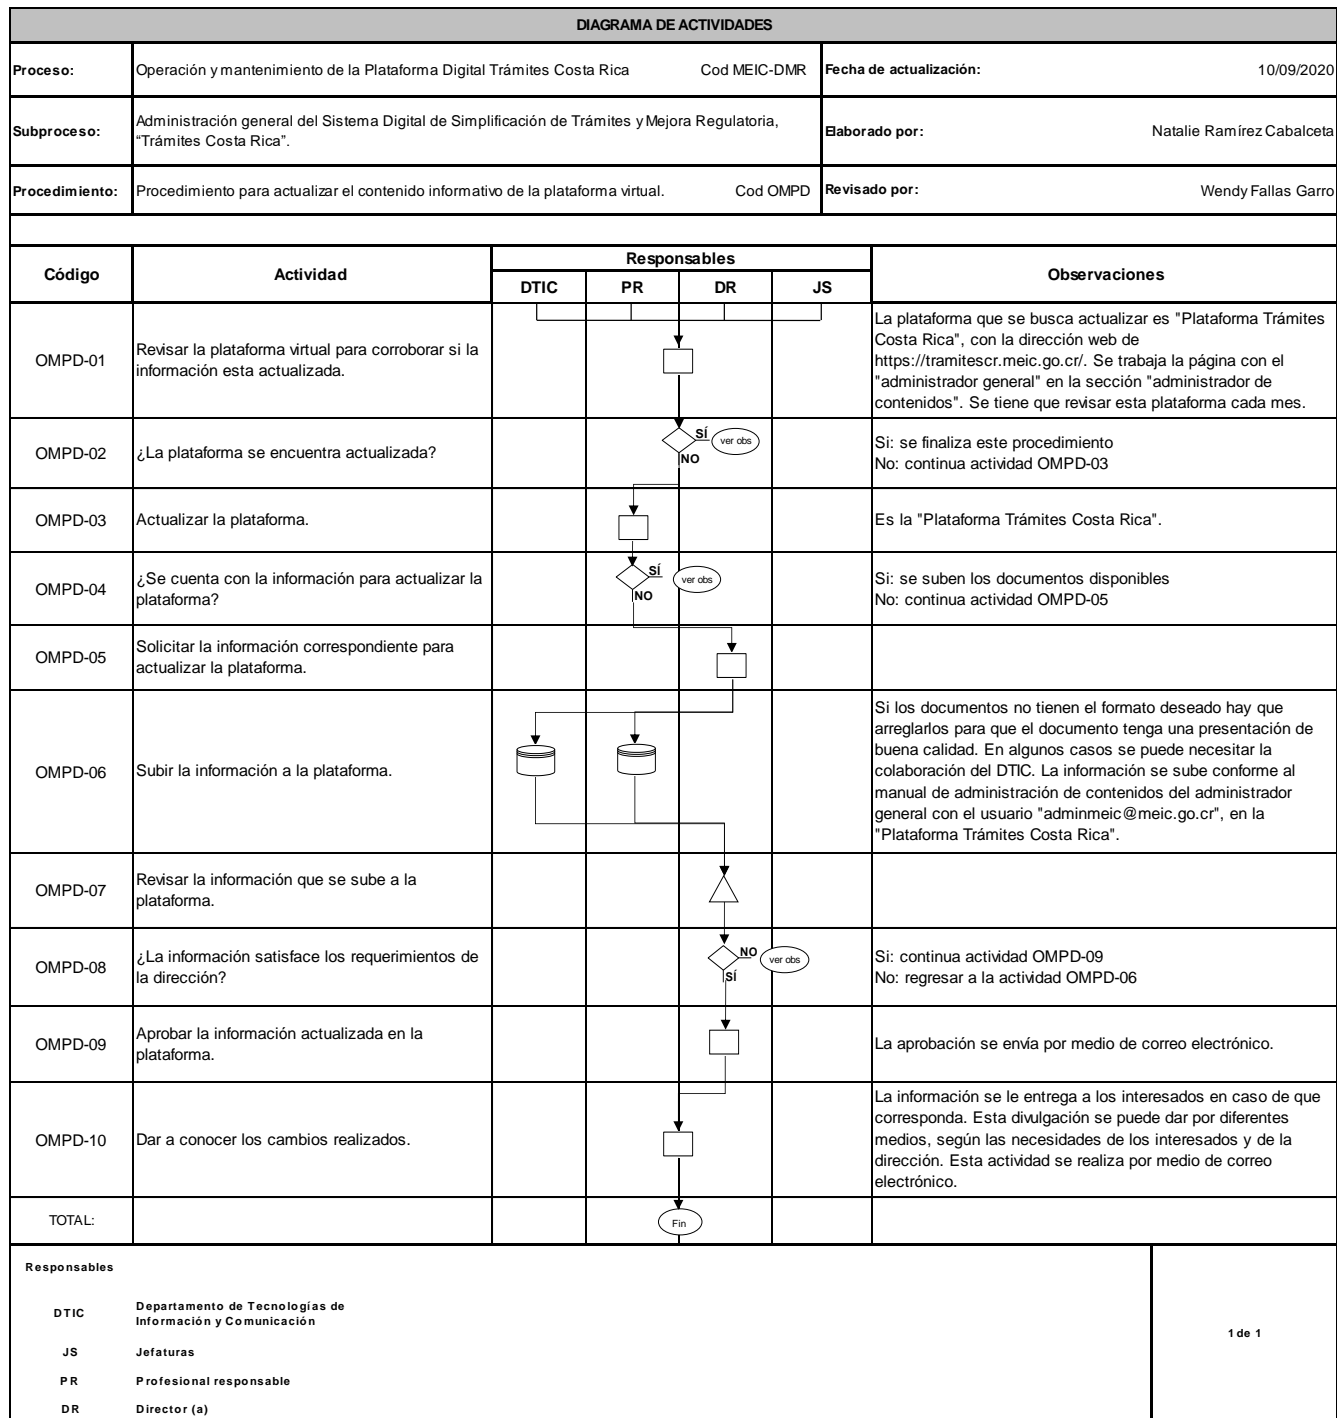 DIAGRAMA DE ACTIVIDADES
Proceso: Operación y mantenimiento de la Plataforma Digital Trámites Costa Rica Cod MEIC-DMR Fecha de actualización: 10/09/2020
Subproceso: Administración general del Sistema Digital de Simplificación de Trámites y Mejora Regulatoria,
“Trámites Costa Rica”. Elaborado por: Natalie Ramírez Cabalceta
Procedimiento: Procedimiento para actualizar el contenido informativo de la plataforma virtual. Cod OMPD Revisado por: Wendy Fallas Garro
Código Actividad Responsables Observaciones
DTIC PR DR JS
OMPD-01
Revisar la plataforma virtual para corroborar si la
información esta actualizada.
La plataforma que se busca actualizar es "Plataforma Trámites
Costa Rica", con la dirección web de
https://tramitescr.meic.go.cr/. Se trabaja la página con el
"administrador general" en la sección "administrador de
contenidos". Se tiene que revisar esta plataforma cada mes.
OMPD-02
¿La plataforma se encuentra actualizada?
SÍ
ver obs
NO
Si: se finaliza este procedimiento
No: continua actividad OMPD-03
OMPD-03
Actualizar la plataforma.
Es la "Plataforma Trámites Costa Rica".
OMPD-04
¿Se cuenta con la información para actualizar la
plataforma?
SÍ
ver obs
NO
Si: se suben los documentos disponibles
No: continua actividad OMPD-05
OMPD-05
Solicitar la información correspondiente para
actualizar la plataforma.
OMPD-06
Subir la información a la plataforma.
Si los documentos no tienen el formato deseado hay que
arreglarlos para que el documento tenga una presentación de
buena calidad. En algunos casos se puede necesitar la
colaboración del DTIC. La información se sube conforme al
manual de administración de contenidos del administrador
general con el usuario "adminmeic@meic.go.cr", en la
"Plataforma Trámites Costa Rica".
OMPD-07
Revisar la información que se sube a la
plataforma.
OMPD-08
¿La información satisface los requerimientos de
la dirección?
NO
ver obs
SÍ
Si: continua actividad OMPD-09
No: regresar a la actividad OMPD-06
OMPD-09
Aprobar la información actualizada en la
plataforma.
La aprobación se envía por medio de correo electrónico.
OMPD-10
Dar a conocer los cambios realizados.
La información se le entrega a los interesados en caso de que
corresponda. Esta divulgación se puede dar por diferentes
medios, según las necesidades de los interesados y de la
dirección. Esta actividad se realiza por medio de correo
electrónico.
TOTAL:
Fin
Responsables
DTIC Departamento de Tecnologías de
Información y Comunicación
JS Jefaturas
PR Profesional responsable
DR Director (a)
1 de 1